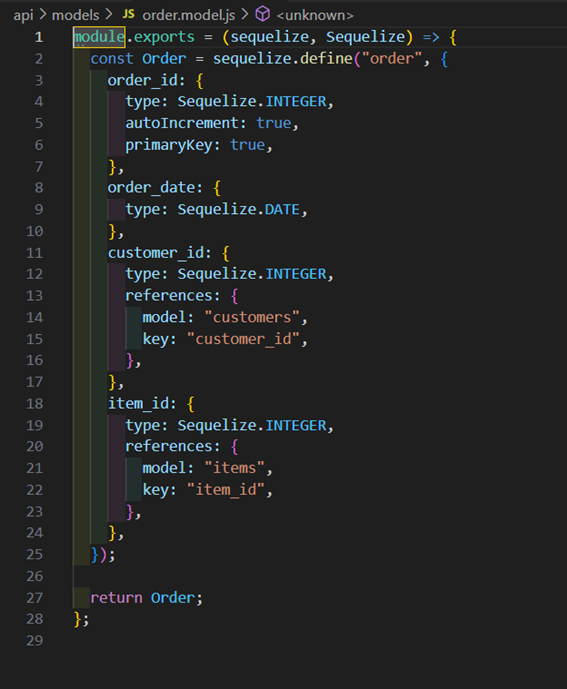 api > models > JS order.model.js > <unknown>
1 module.exports = (sequelize, Sequelize) => {
2   const Order = sequelize.define("order", {
3     order_id: {
4       type: Sequelize.INTEGER,
5       autoIncrement: true,
6       primaryKey: true,
7     },
8     order_date: {
9       type: Sequelize.DATE,
10     },
11     customer_id: {
12       type: Sequelize.INTEGER,
13       references: {
14         model: "customers",
15         key: "customer_id",
16       },
17     },
18     item_id: {
19       type: Sequelize.INTEGER,
20       references: {
21         model: "items",
22         key: "item_id",
23       },
24     },
25   });
26
27   return Order;
28 };
29